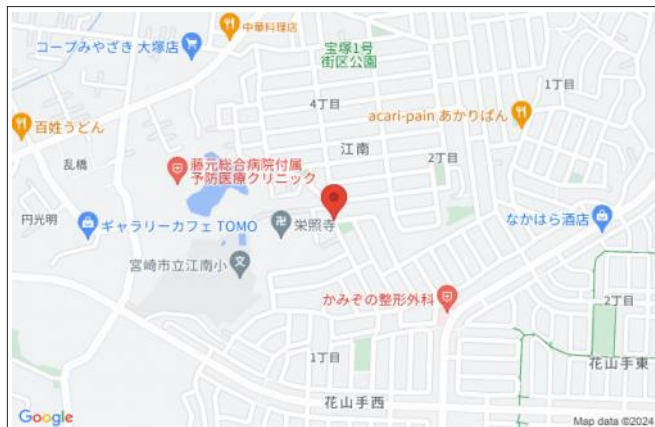 中華料理店
コープみやざき 大塚店
宝塚1号
街区公園
1丁目
4丁目
acari-pain あかりぱん
百姓うどん
江南
2丁目
乱橋
藤元総合病院付属
予防医療クリニック
円光明
ギャラリーカフェ TOMO
卍
栄照寺
なかはら酒店
宮崎市立江南小
文
かみぞの整形外科
2丁目
1丁目
花山手東
花山手西
Google
Map data ©2024